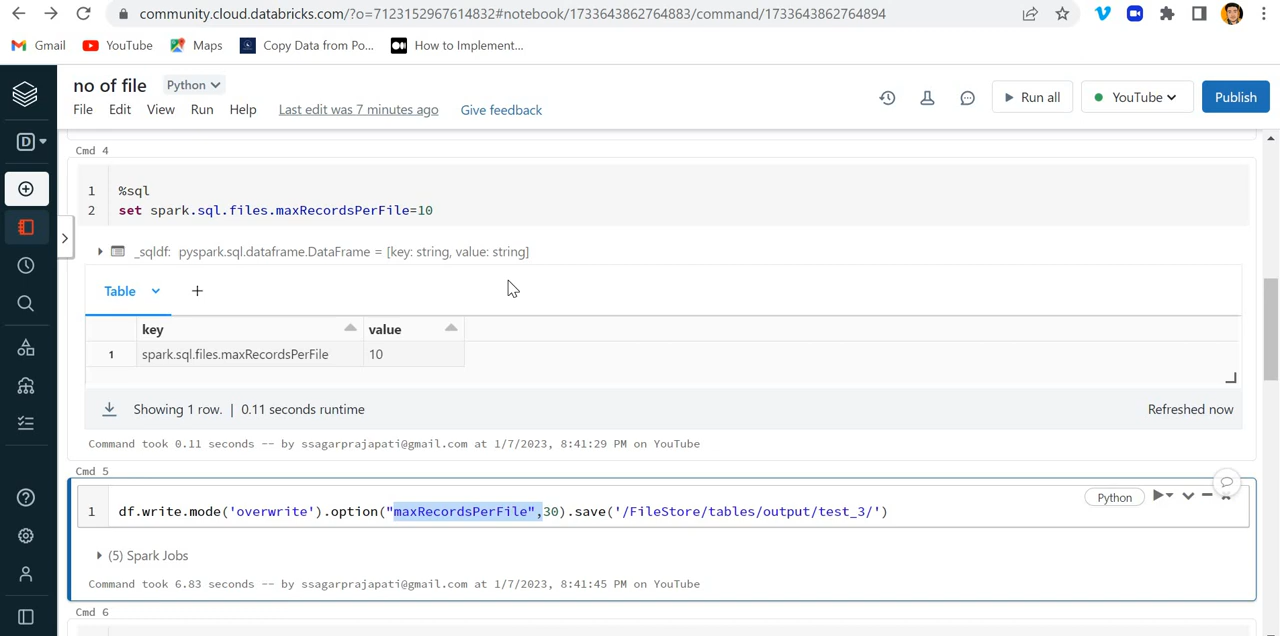 community.cloud.databricks.com/?o=7123152967614832#notebook/1733643862764883/command/1733643862764894
Gmail YouTube Maps Copy Data from Po... How to Implement...
no of file Python
File Edit View Run Help Last edit was 7 minutes ago Give feedback
Run all YouTube Publish
D
Cmd 4
1 %sql
2 set spark.sql.files.maxRecordsPerFile=10
_sqldf: pyspark.sql.dataframe.DataFrame = [key: string, value: string]
Table +
key value
1 spark.sql.files.maxRecordsPerFile 10
Showing 1 row. | 0.11 seconds runtime Refreshed now
Command took 0.11 seconds -- by ssagarprajapati@gmail.com at 1/7/2023, 8:41:29 PM on YouTube
Cmd 5
Python
1 df.write.mode('overwrite').option("maxRecordsPerFile",30).save('/FileStore/tables/output/test_3/')
(5) Spark Jobs
Command took 6.83 seconds -- by ssagarprajapati@gmail.com at 1/7/2023, 8:41:45 PM on YouTube
Cmd 6